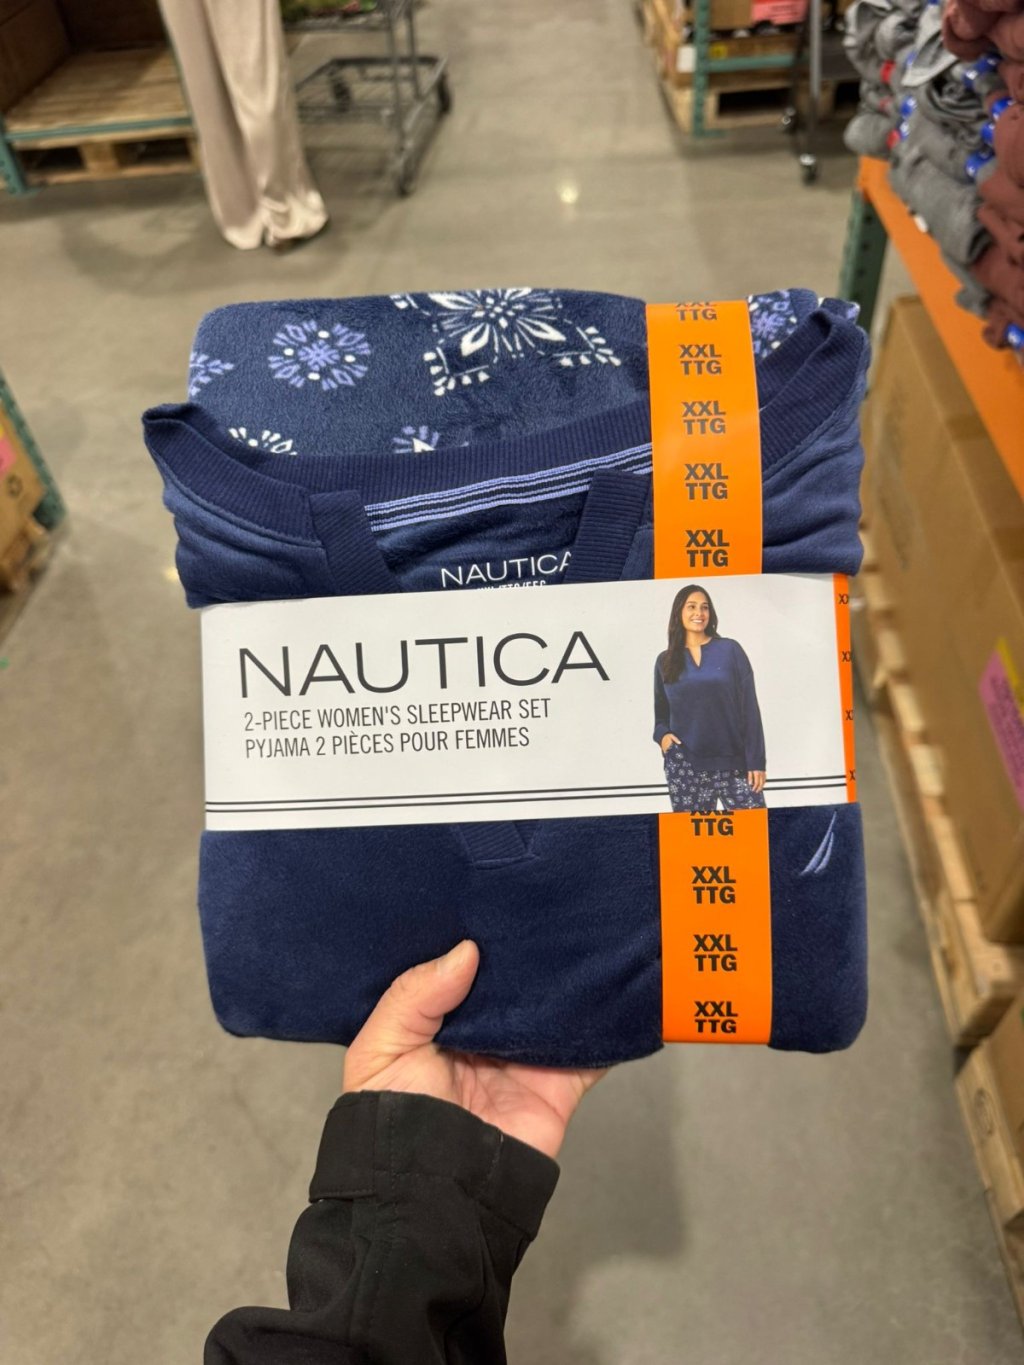 XXL
TTG
XXL
TTG
XXL
TTG
XXL
TTG
XXL
TTG
NAUTICA
NAUTICA
2-PIECE WOMEN'S SLEEPWEAR SET
PYJAMA 2 PIÈCES POUR FEMMES
XXL
TTG
XXL
TTG
XXL
TTG
XXL
TTG